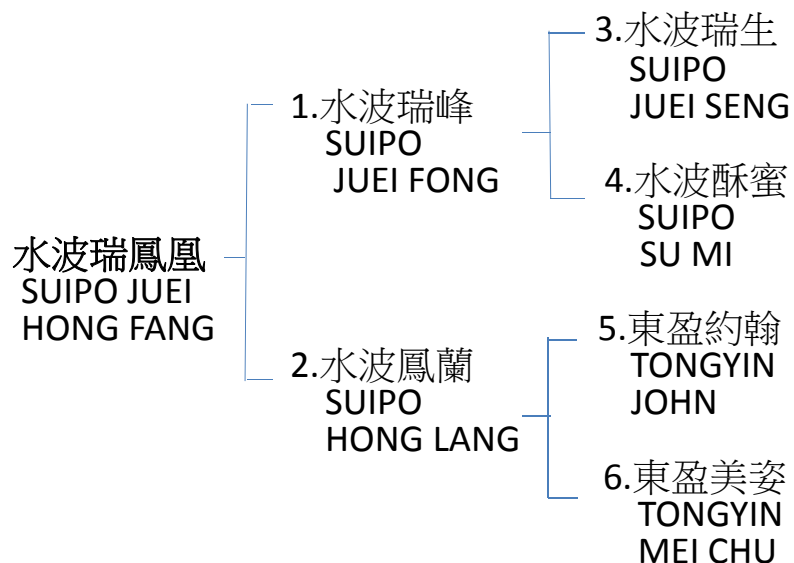 水波瑞鳳凰
SUIPO JUEI
HONG FANG
1.水波瑞峰
SUIPO
JUEI FONG
2.水波鳳蘭
SUIPO
HONG LANG
3.水波瑞生
SUIPO
JUEI SENG
4.水波酥蜜
SUIPO
SU MI
5.東盈約翰
TONGYIN
JOHN
6.東盈美姿
TONGYIN
MEI CHU